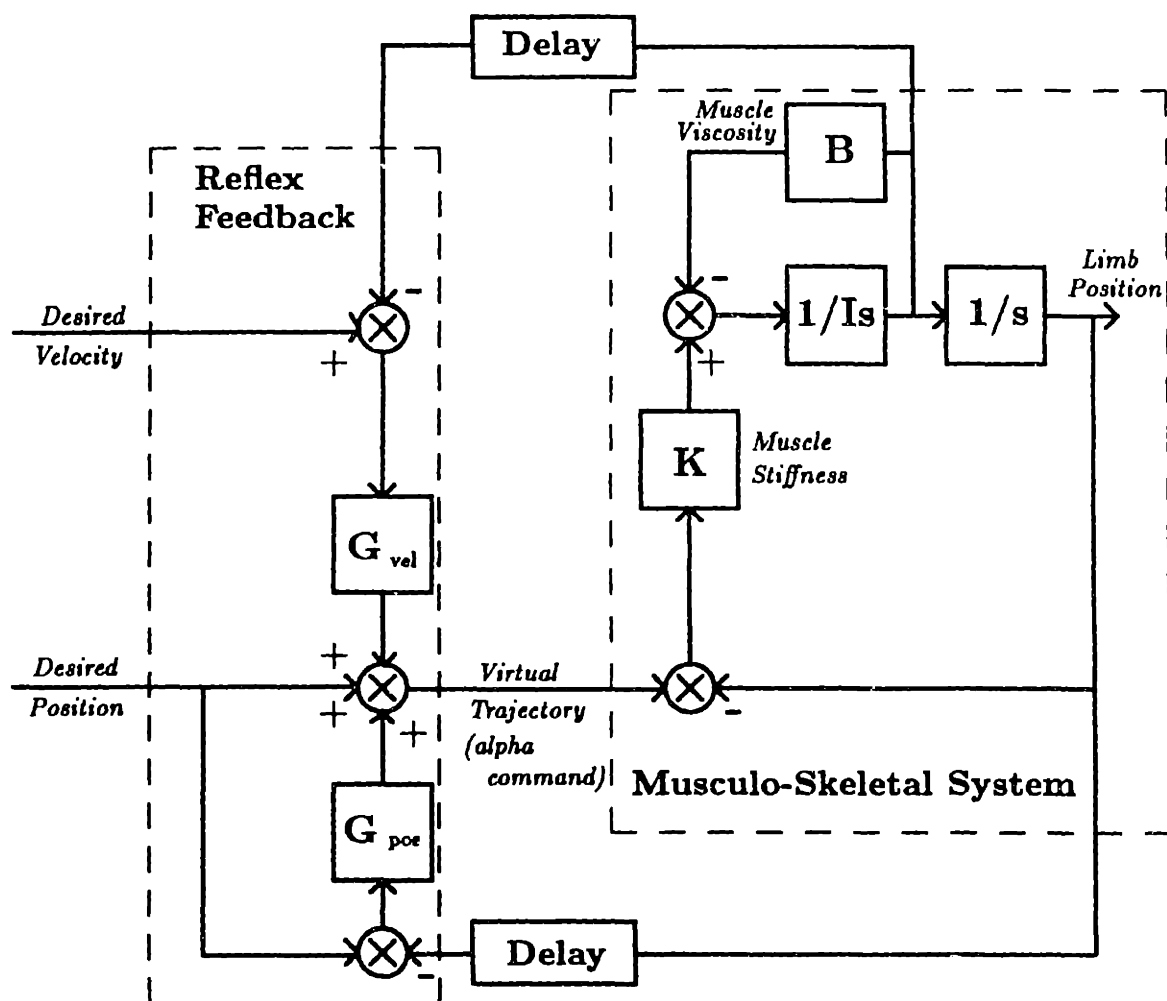 Delay
Muscle
Viscosity
B
Reflex
Feedback
-
-
Desired
Velocity
+
1/Is
1/s
Limb
Position
+
K
Muscle
Stiffness
G vel
+
Desired
Position
+
+
Virtual
Trajectory
(alpha
command)
-
Musculo-Skeletal System
G pos
-
Delay